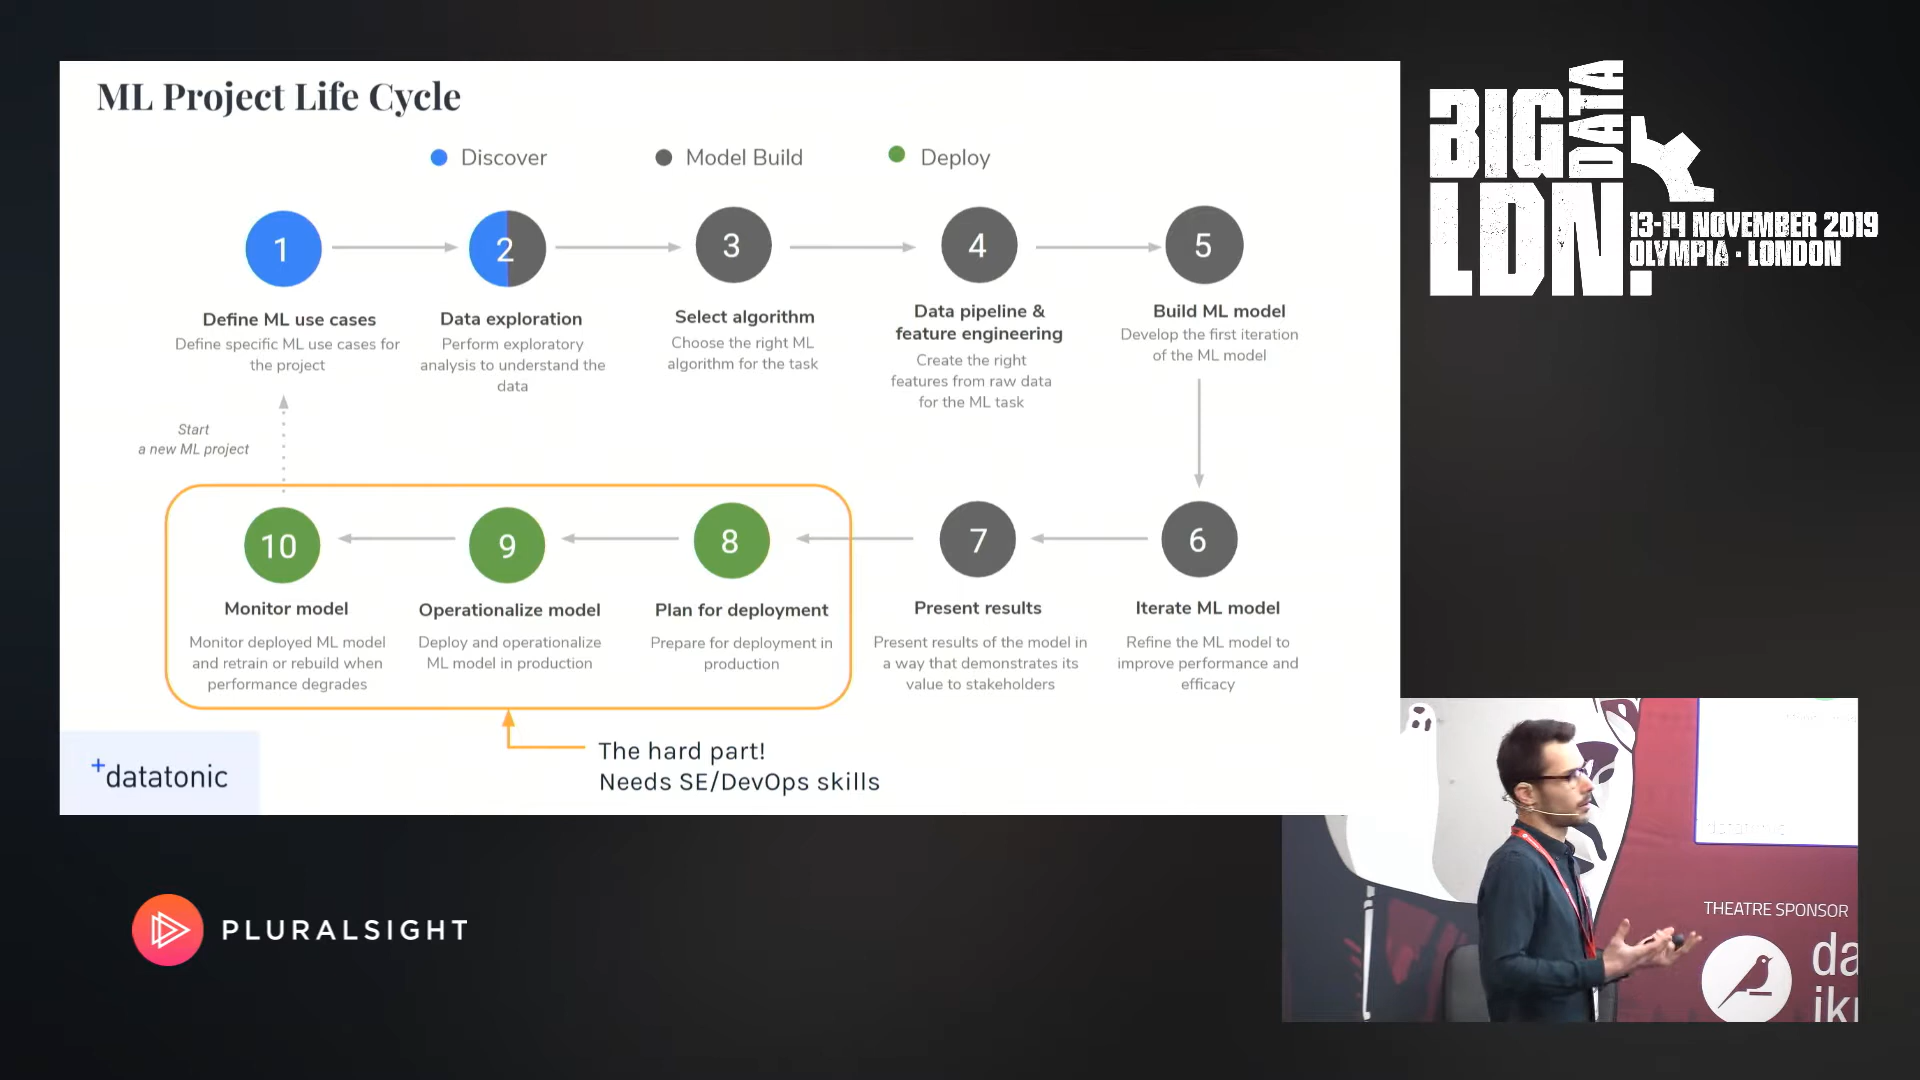 ML Project Life Cycle
Discover
Model Build
Deploy
1
2
3
4
5
Define ML use cases
Define specific ML use cases for
the project
Data exploration
Perform exploratory
analysis to understand the
data
Select algorithm
Choose the right ML
algorithm for the task
Data pipeline &
feature engineering
Create the right
features from raw data
for the ML task
Build ML model
Develop the first iteration
of the ML model
Start
a new ML project
10
9
8
7
6
Monitor model
Monitor deployed ML model
and retrain or rebuild when
performance degrades
Operationalize model
Deploy and operationalize
ML model in production
Plan for deployment
Prepare for deployment in
production
Present results
Present results of the model in
a way that demonstrates its
value to stakeholders
Iterate ML model
Refine the ML model to
improve performance and
efficacy
The hard part!
Needs SE/DevOps skills
+datatonic
BIG
DATA
LDN.
13-14 NOVEMBER 2019
OLYMPIA · LONDON
PLURALSIGHT
THEATRE SPONSOR
da
ik